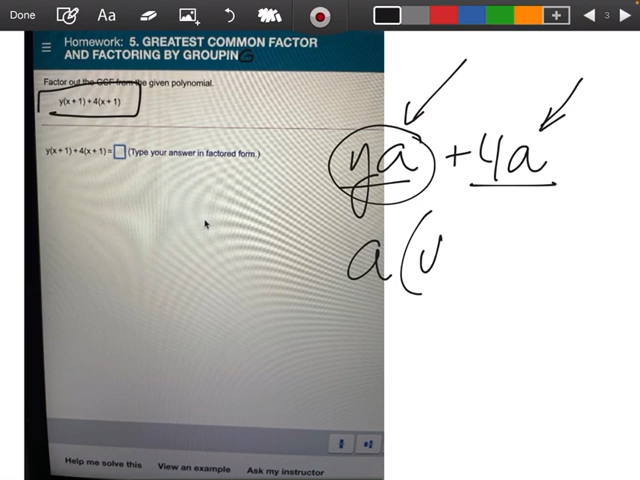 Done
Aa
3
Homework: 5. GREATEST COMMON FACTOR
AND FACTORING BY GROUPING
Factor out the GCF from the given polynomial.
y(x + 1) + 4(x + 1)
y(x + 1) + 4(x + 1) = (Type your answer in factored form.)
ya + 4a
a(y
Help me solve this
View an example
Ask my instructor